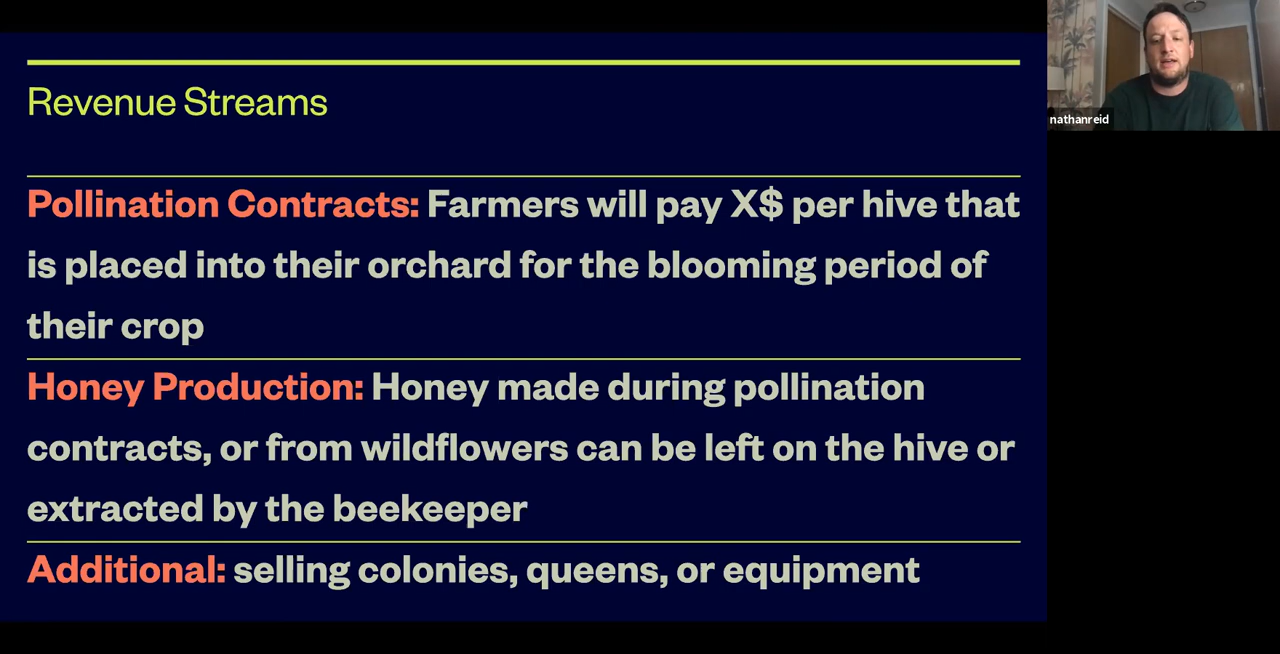 Revenue Streams
Pollination Contracts: Farmers will pay X$ per hive that
is placed into their orchard for the blooming period of
their crop
Honey Production: Honey made during pollination
contracts, or from wildflowers can be left on the hive or
extracted by the beekeeper
Additional: selling colonies, queens, or equipment
nathanreid